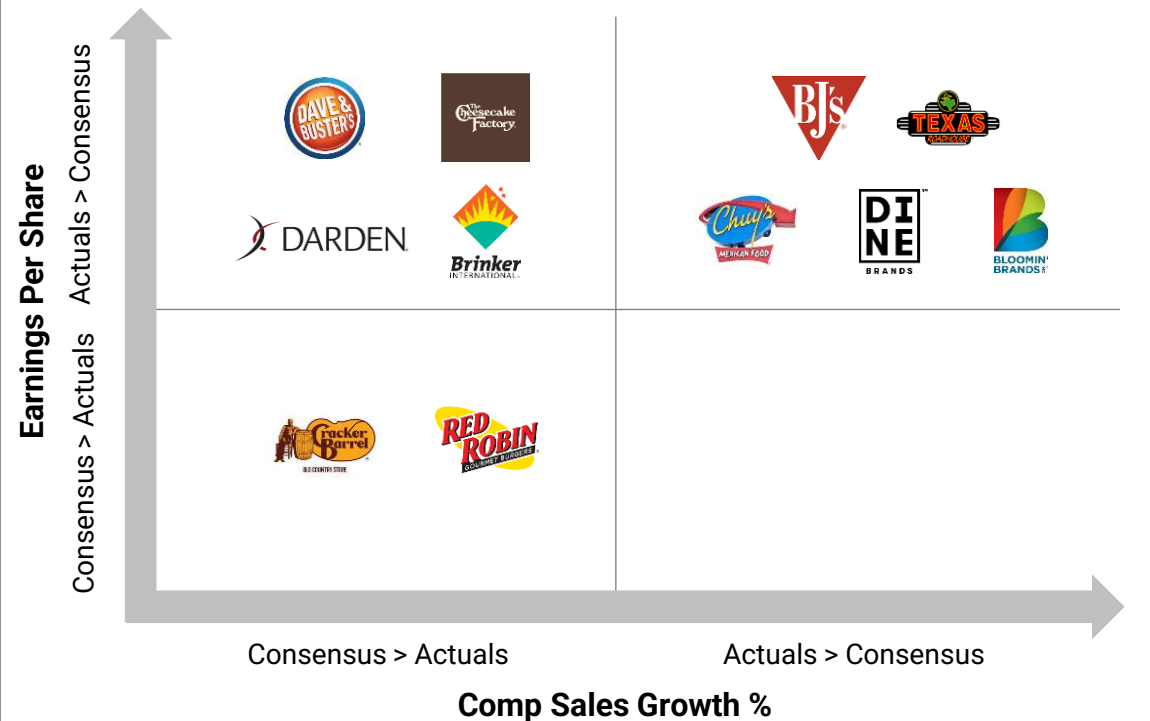 Earnings Per Share
Actuals > Consensus
Consensus > Actuals
DAVE &
BUSTER'S
The
Cheesecake
Factory
BJ's
TEXAS
ROADHOUSE
DARDEN
Brinker
INTERNATIONAL
Chuy's
MEXICAN FOOD
DI
NE
BRANDS
BLOOMIN'
BRANDS
Cracker
Barrel
OLD COUNTRY STORE
RED
ROBIN
GOURMET BURGERS
Consensus > Actuals
Actuals > Consensus
Comp Sales Growth %